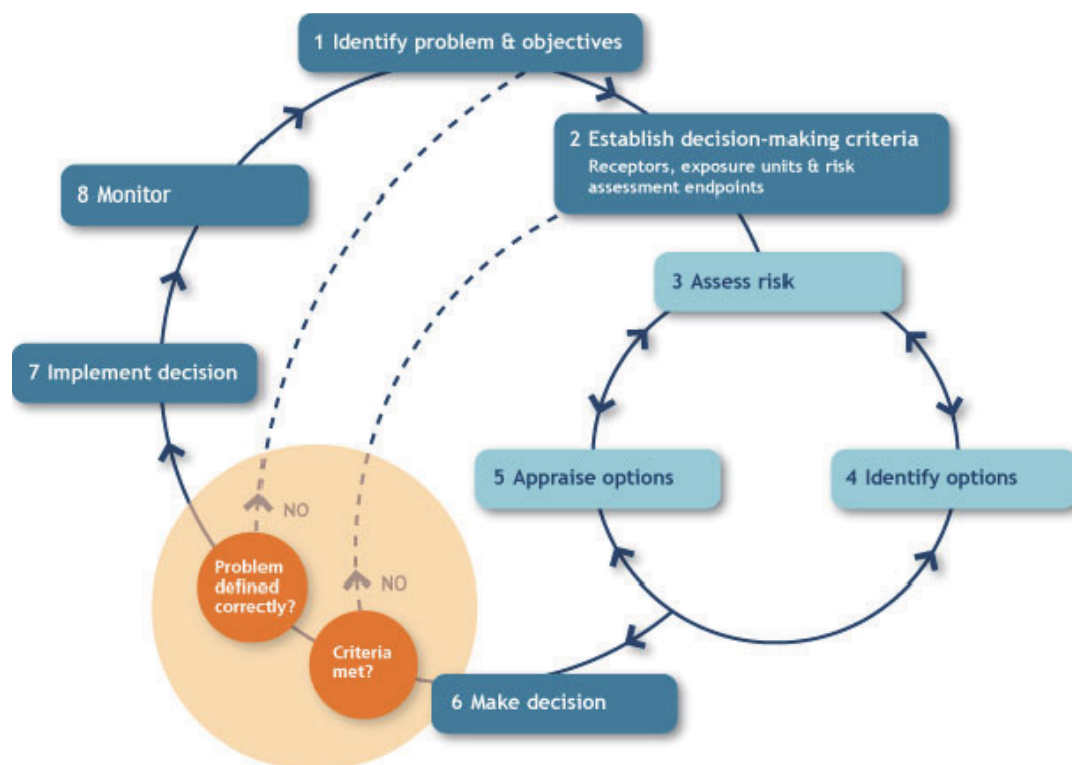 1 Identify problem & objectives
2 Establish decision-making criteria
Receptors, exposure units & risk
assessment endpoints
3 Assess risk
4 Identify options
5 Appraise options
6 Make decision
Criteria
met?
NO
Problem
defined
correctly?
NO
7 Implement decision
8 Monitor